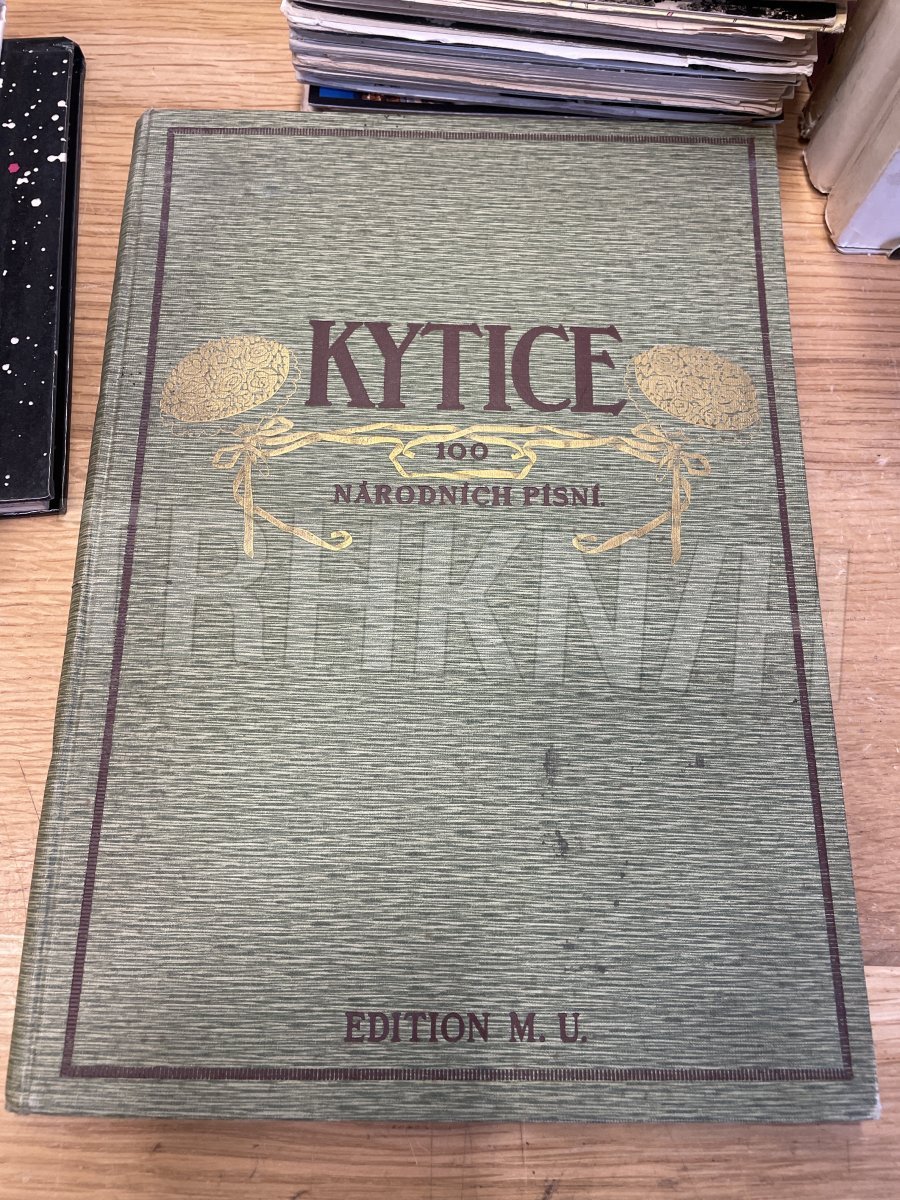 KYTICE
100
NÁRODNÍCH PÍSNÍ.
EDITION M. U.